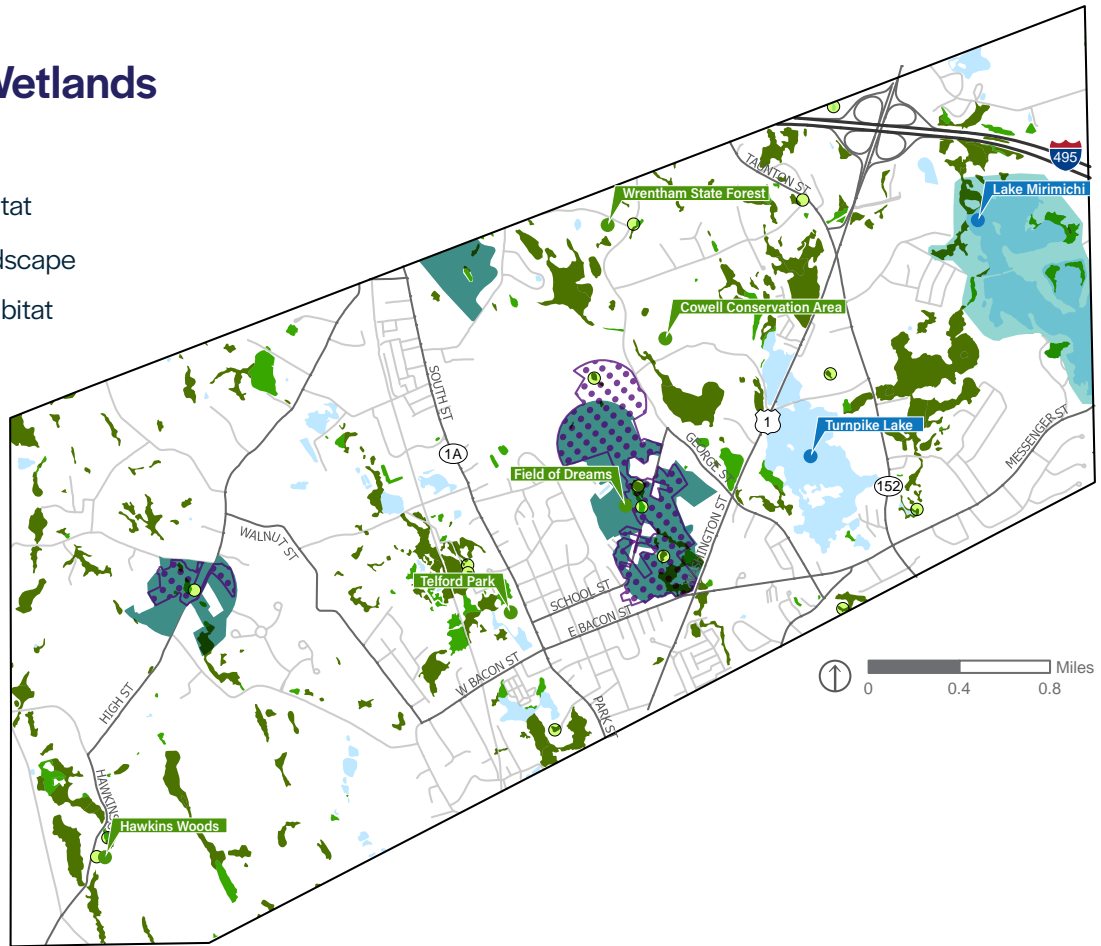 Wetlands
tat
dscape
bitat
495
TAUNTON ST
Lake Mirimichi
Wrentham State Forest
Cowell Conservation Area
SOUTH ST
1
Turnpike Lake
MESSENGER ST
1A
GEORGE ST
Field of Dreams
152
WALNUT ST
Telford Park
SCHOOL ST
E BACON ST
W BACON ST
HIGH ST
PARK ST
Miles
0
0.4
0.8
HAWKINS
Hawkins Woods